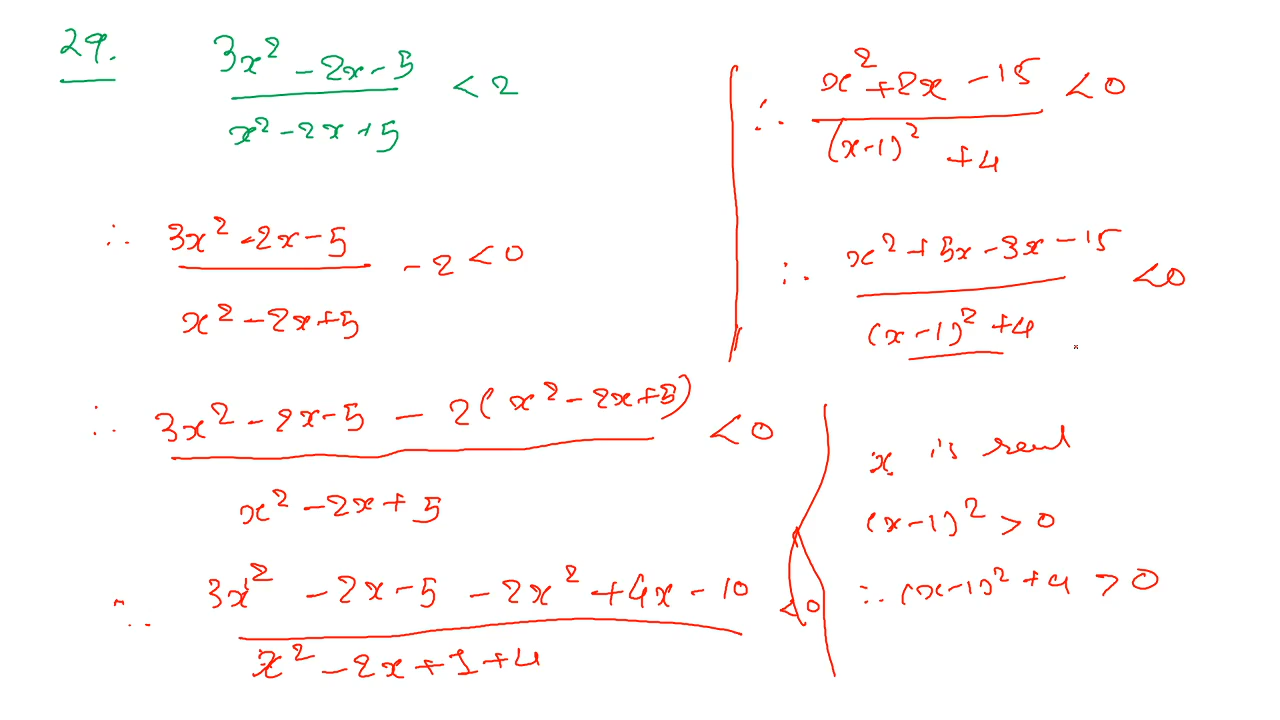 29. (3x² - 2x - 5)/(x² - 2x + 5) < 2
∴ (3x² - 2x - 5)/(x² - 2x + 5) - 2 < 0
∴ (3x² - 2x - 5 - 2(x² - 2x + 5))/(x² - 2x + 5) < 0
∴ (3x² - 2x - 5 - 2x² + 4x - 10)/(x² - 2x + 1 + 4) < 0
∴ (x² + 2x - 15)/((x-1)² + 4) < 0
∴ (x² + 5x - 3x - 15)/((x-1)² + 4) < 0
x is real
(x-1)² > 0
∴ (x-1)² + 4 > 0